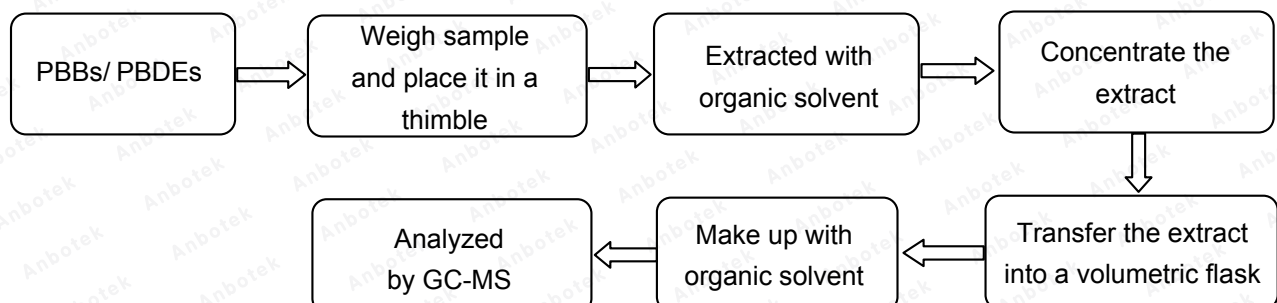 PBBs/ PBDEs
Weigh sample
and place it in a
thimble
Extracted with
organic solvent
Concentrate the
extract
Transfer the extract
into a volumetric flask
Make up with
organic solvent
Analyzed
by GC-MS
Anbotek